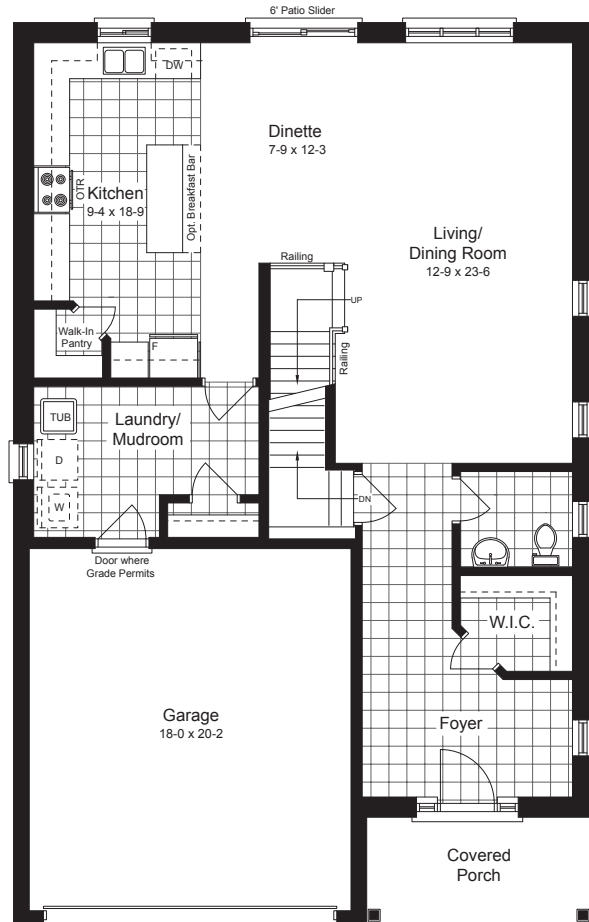 6' Patio Slider
DW
Dinette
7-9 x 12-3
OTR
Kitchen
9-4 x 18-9
Opt. Breakfast Bar
Living/
Dining Room
12-9 x 23-6
Railing
UP
Railing
Walk-In
Pantry
F
TUB
Laundry/
Mudroom
D
W
DN
Door where
Grade Permits
W.I.C.
Garage
18-0 x 20-2
Foyer
Covered
Porch